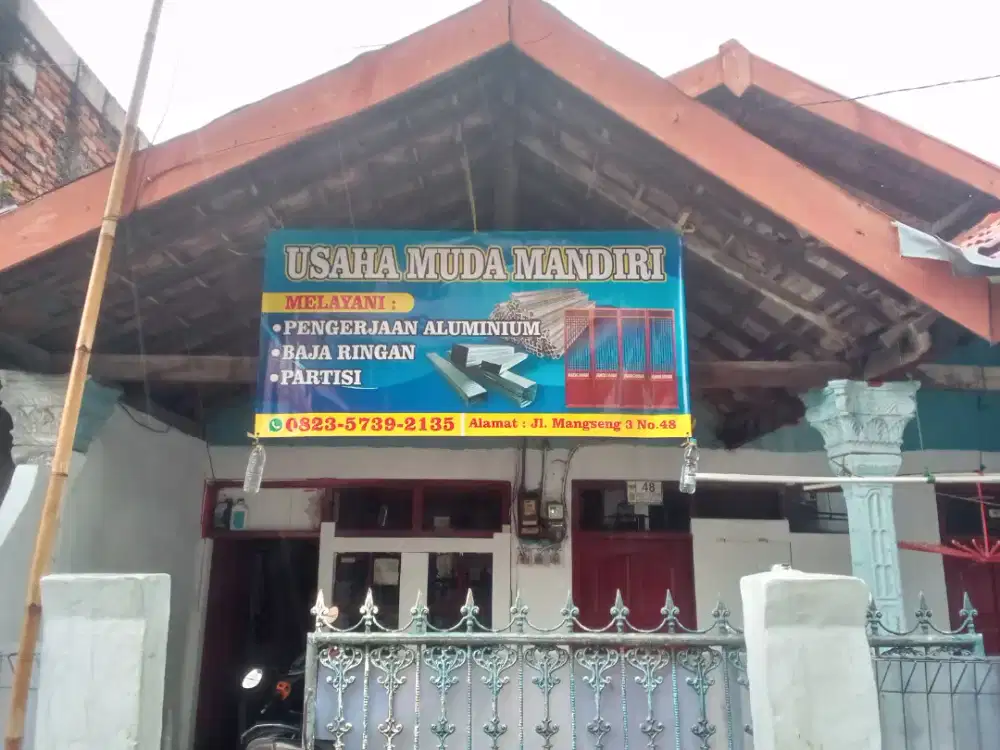 USAHA MUDA MANDIRI
MELAYANI :
•PENGERJAAN ALUMINIUM
•BAJA RINGAN
•PARTISI
0823-5739-2135
Alamat : Jl. Mangseng 3 No.48
48